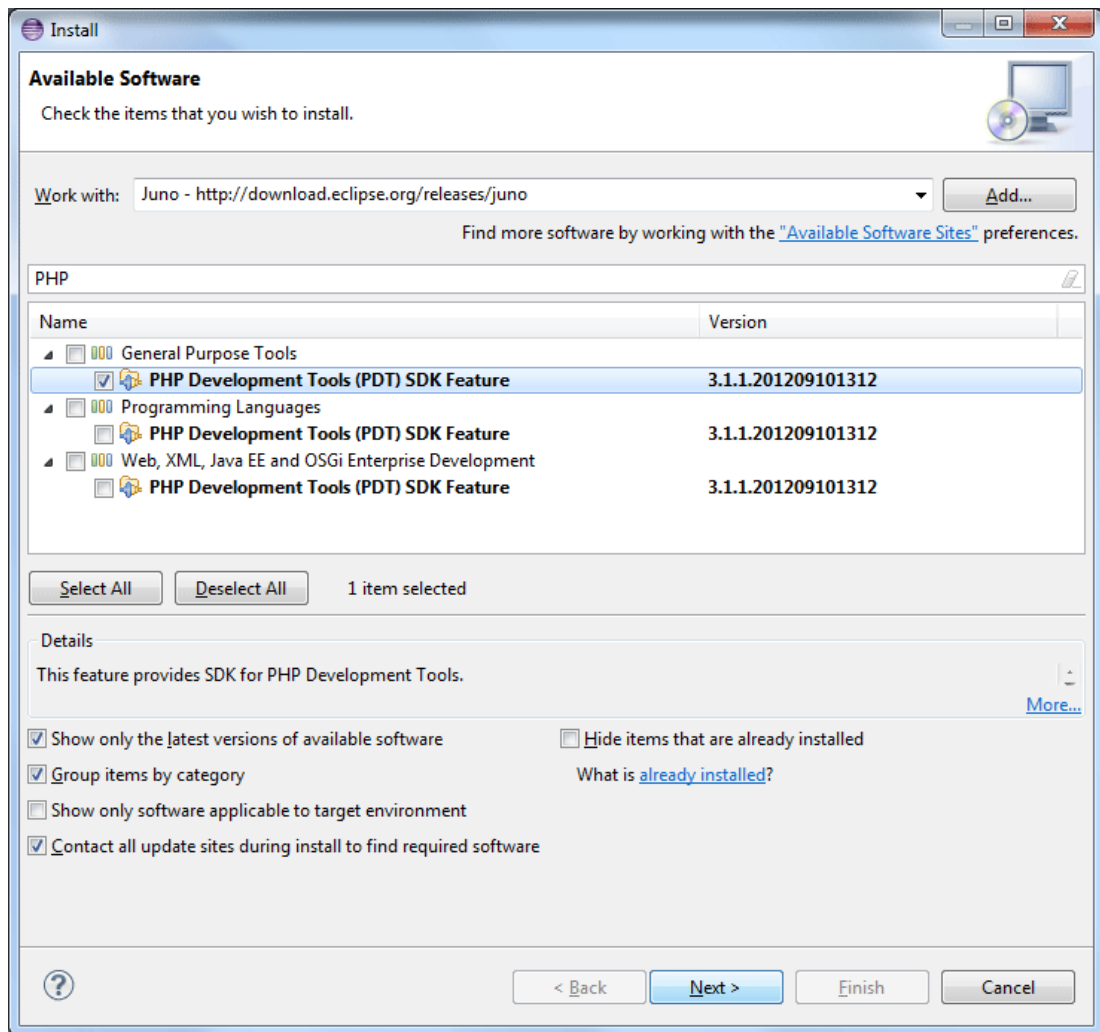 Install
Available Software
Check the items that you wish to install.
Work with: Juno - http://download.eclipse.org/releases/juno Add...
Find more software by working with the "Available Software Sites" preferences.
PHP
Name Version
General Purpose Tools
PHP Development Tools (PDT) SDK Feature 3.1.1.201209101312
Programming Languages
PHP Development Tools (PDT) SDK Feature 3.1.1.201209101312
Web, XML, Java EE and OSGi Enterprise Development
PHP Development Tools (PDT) SDK Feature 3.1.1.201209101312
Select All Deselect All 1 item selected
Details
This feature provides SDK for PHP Development Tools.
More...
Show only the latest versions of available software Hide items that are already installed
Group items by category What is already installed?
Show only software applicable to target environment
Contact all update sites during install to find required software
? < Back Next > Finish Cancel